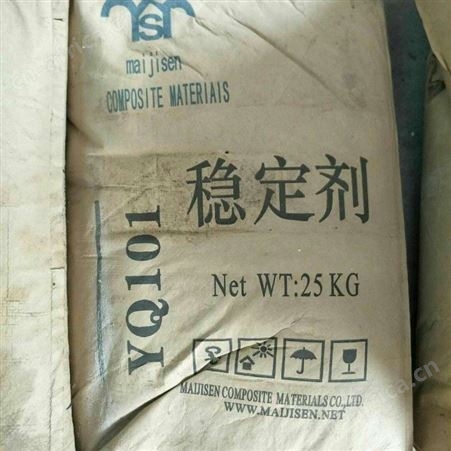 maijisen
COMPOSITE MATERIAIS
YQ101
稳定剂
Net WT:25 KG
MAIJISEN COMPOSITE MATERIALS CO.,LTD.
WWW.MAIJISEN.NET